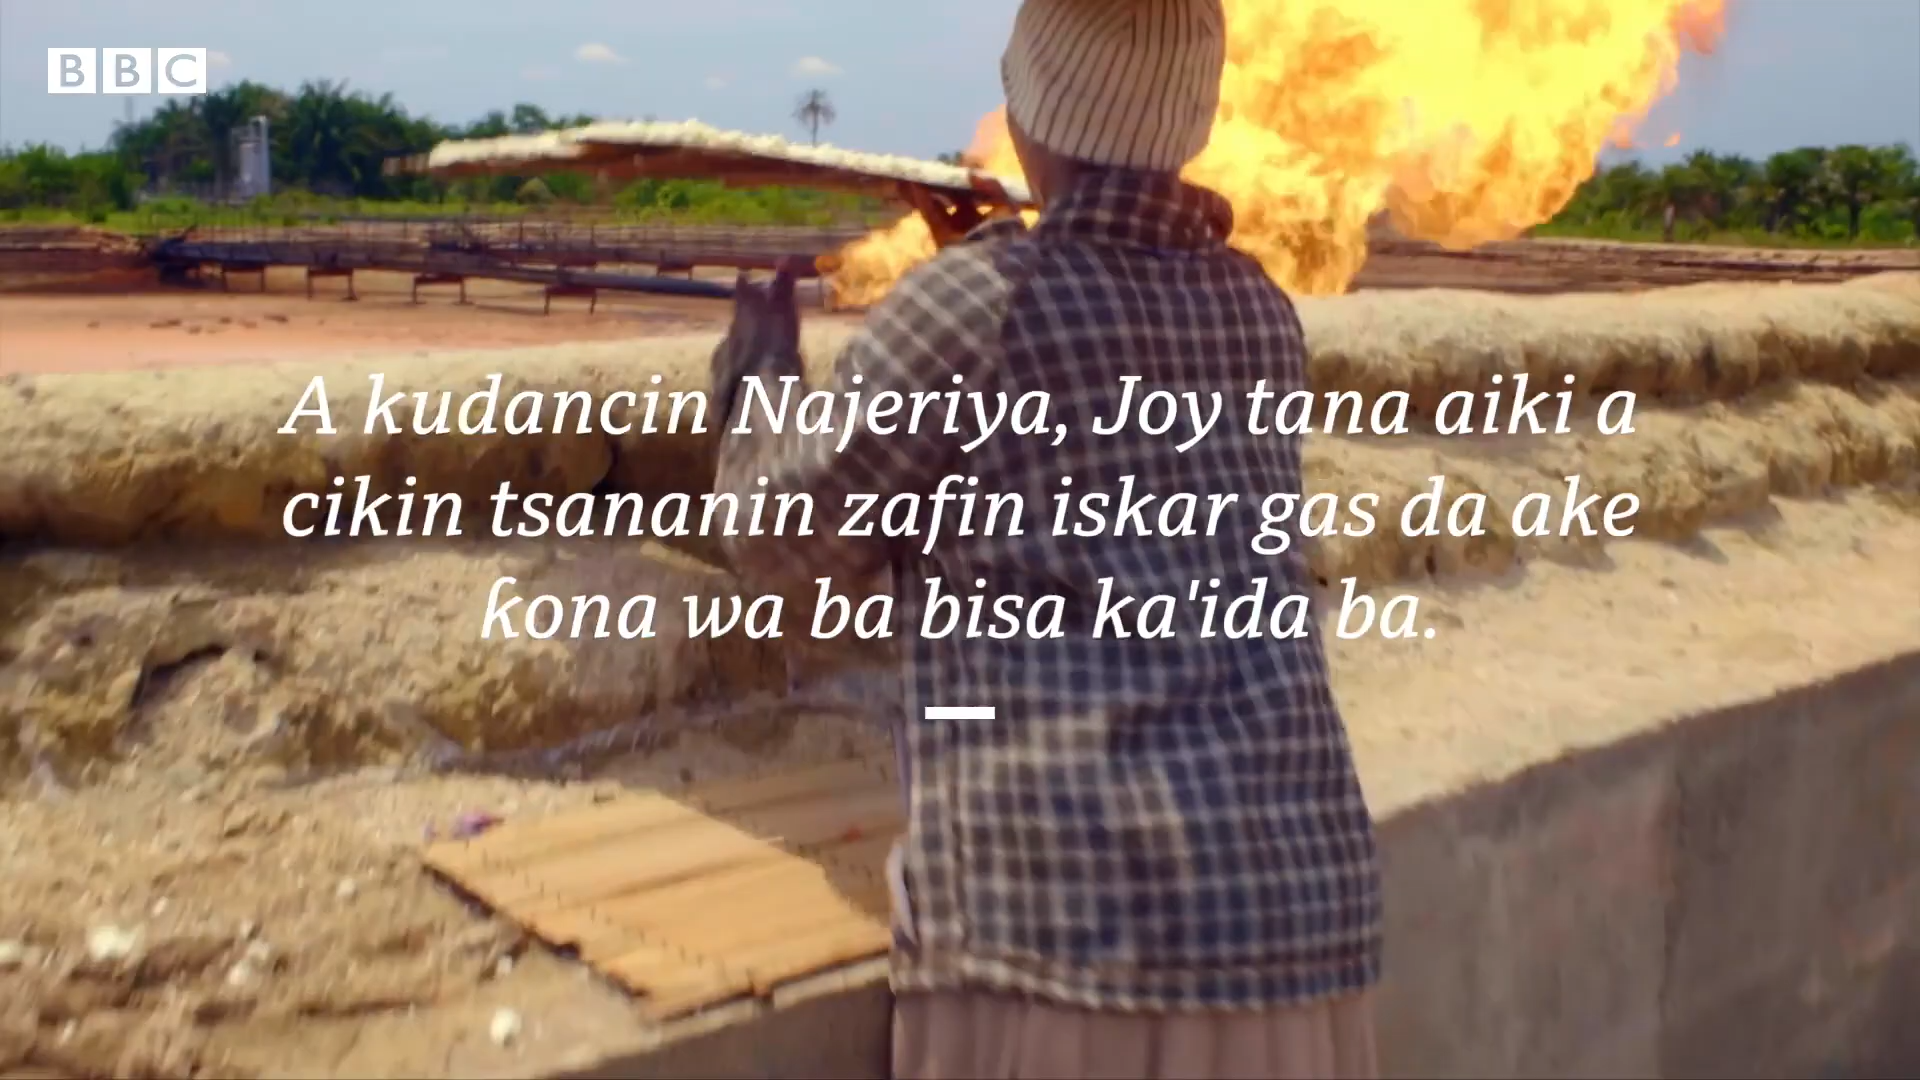 BBC
A kudancin Najeriya, Joy tana aiki a
cikin tsananin zafin iskar gas da ake
ƙona wa ba bisa ka'ida ba.